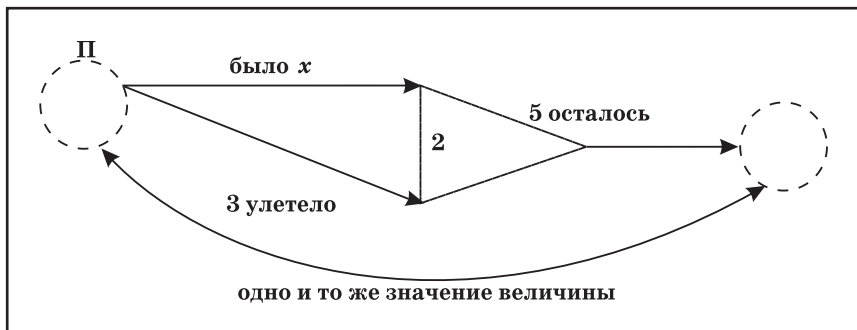 П
было x
5 осталось
2
3 улетело
одно и то же значение величины